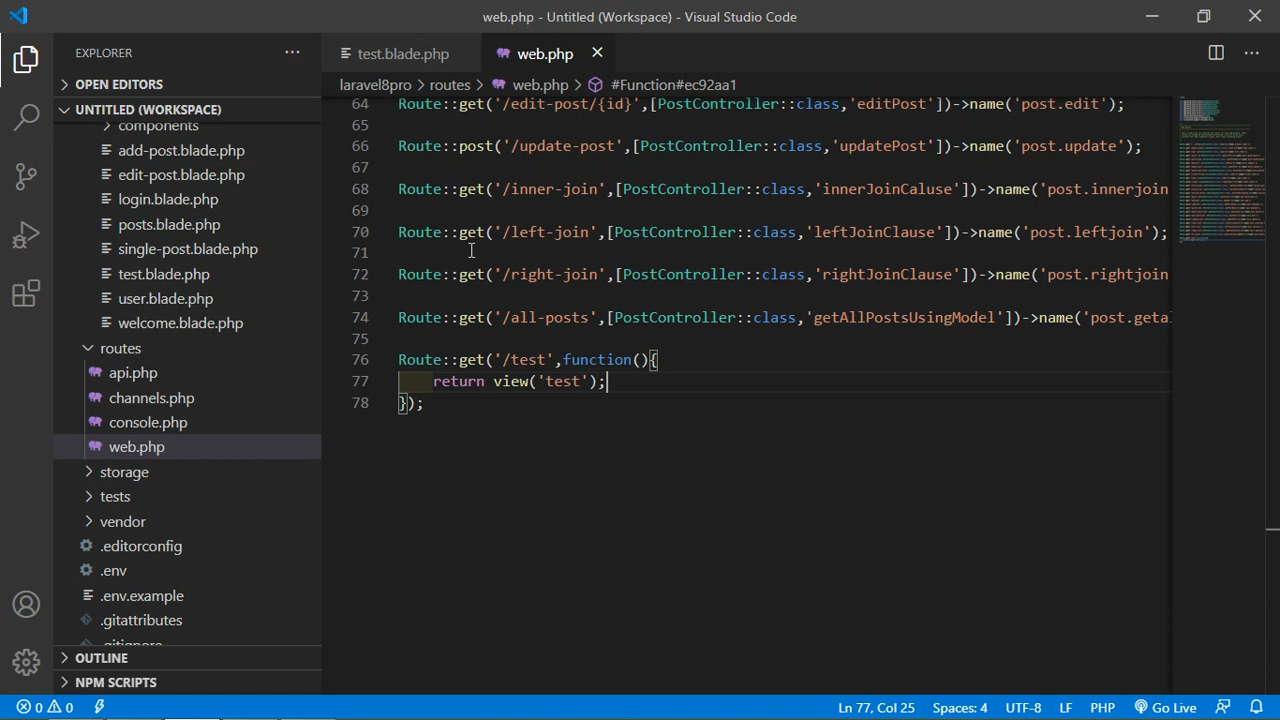 web.php - Untitled (Workspace) - Visual Studio Code
EXPLORER
OPEN EDITORS
UNTITLED (WORKSPACE)
components
add-post.blade.php
edit-post.blade.php
login.blade.php
posts.blade.php
single-post.blade.php
test.blade.php
user.blade.php
welcome.blade.php
routes
api.php
channels.php
console.php
web.php
storage
tests
vendor
.editorconfig
.env
.env.example
.gitattributes
.gitignore
OUTLINE
NPM SCRIPTS
test.blade.php
web.php
laravel8pro > routes > web.php > #Function#ec92aa1
64 Route::get('/edit-post/{id}',[PostController::class,'editPost'])->name('post.edit');
65
66 Route::post('/update-post',[PostController::class,'updatePost'])->name('post.update');
67
68 Route::get('/inner-join',[PostController::class,'innerJoinCaluse'])->name('post.innerjoin
69
70 Route::get('/left-join',[PostController::class,'leftJoinClause'])->name('post.leftjoin');
71
72 Route::get('/right-join',[PostController::class,'rightJoinClause'])->name('post.rightjoin
73
74 Route::get('/all-posts',[PostController::class,'getAllPostsUsingModel'])->name('post.geta
75
76 Route::get('/test',function(){
77 return view('test');
78 });
0 0
Ln 77, Col 25
Spaces: 4
UTF-8
LF
PHP
Go Live